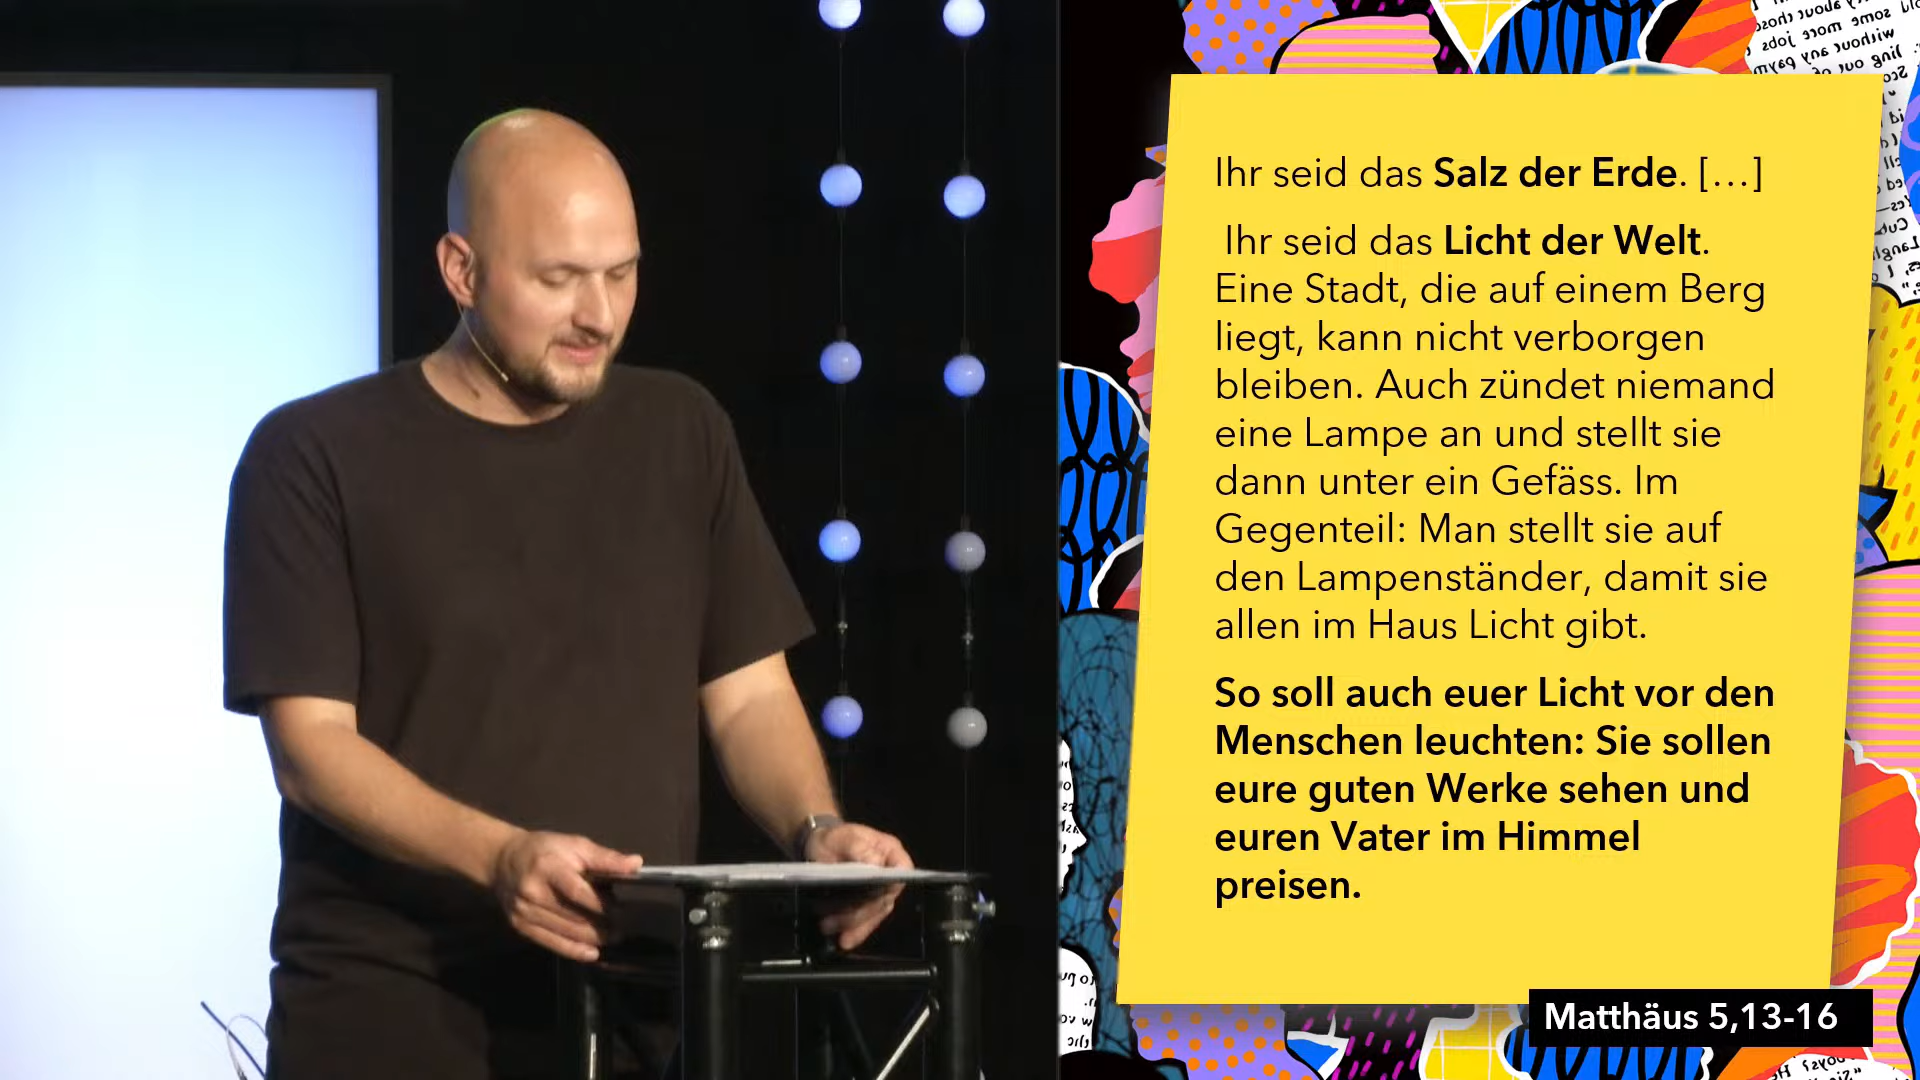 Ihr seid das Salz der Erde. […]
Ihr seid das Licht der Welt.
Eine Stadt, die auf einem Berg
liegt, kann nicht verborgen
bleiben. Auch zündet niemand
eine Lampe an und stellt sie
dann unter ein Gefäss. Im
Gegenteil: Man stellt sie auf
den Lampenständer, damit sie
allen im Haus Licht gibt.
So soll auch euer Licht vor den
Menschen leuchten: Sie sollen
eure guten Werke sehen und
euren Vater im Himmel
preisen.
Matthäus 5,13-16